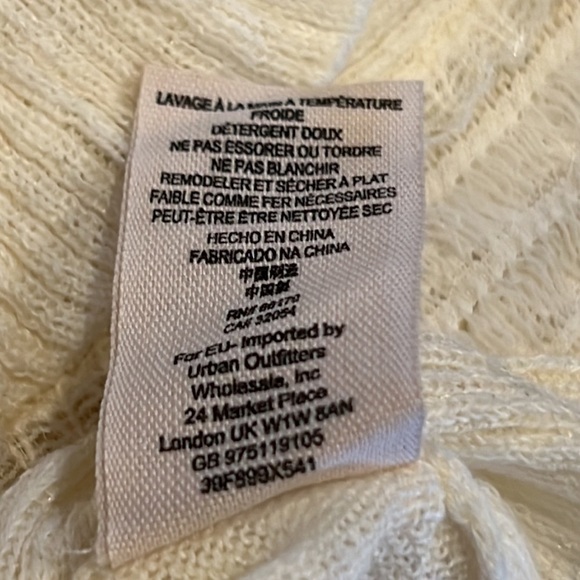 LAVAGE À LA MAIN A TEMPÉRATURE
FROIDE
DÉTERGENT DOUX
NE PAS ESSORER OU TORDRE
NE PAS BLANCHIR
REMODELER ET SÉCHER À PLAT
FAIBLE COMME FER NÉCESSAIRES
PEUT-ÊTRE ÊTRE NETTOYÉE SEC
HECHO EN CHINA
FABRICADO NA CHINA
中國制造
中国製
RN# 66170
CA# 32054
For EU- Imported by
Urban Outfitters
Wholesale, Inc
24 Market Place
London UK W1W 8AN
GB 975119105
39F899X541